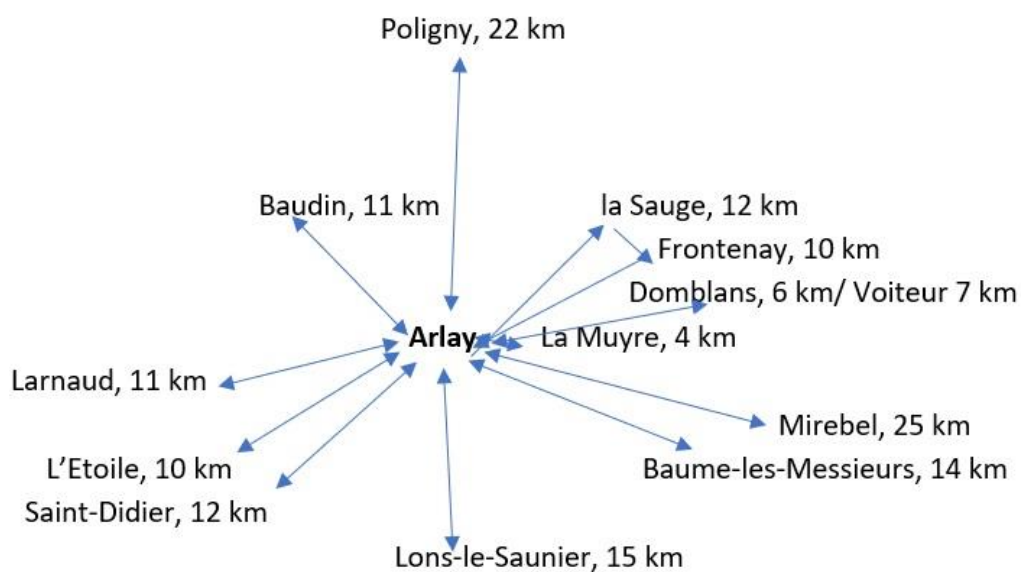 Poligny, 22 km
Baudin, 11 km
la Sauge, 12 km
Frontenay, 10 km
Domblans, 6 km/ Voiteur 7 km
Arlay
La Muyre, 4 km
Larnaud, 11 km
Mirebel, 25 km
L’Etoile, 10 km
Baume-les-Messieurs, 14 km
Saint-Didier, 12 km
Lons-le-Saunier, 15 km